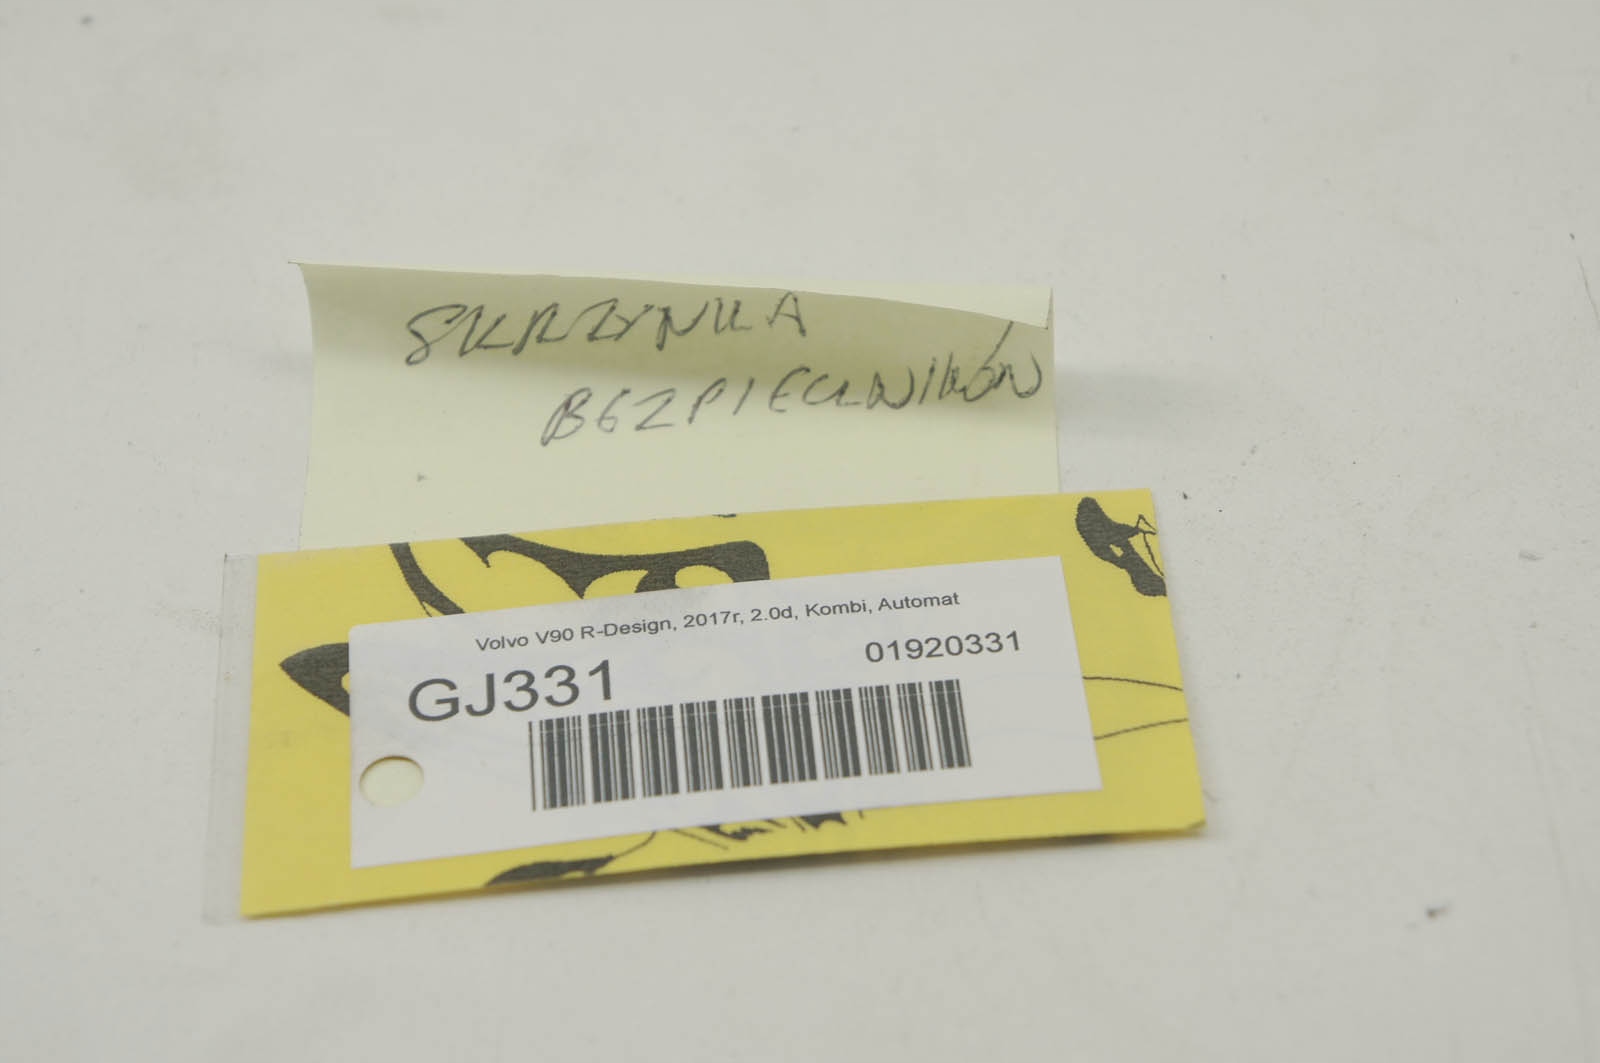 SKRZYNKA
BEZPIECZNIKÓW
Volvo V90 R-Design, 2017r, 2.0d, Kombi, Automat
GJ331
01920331